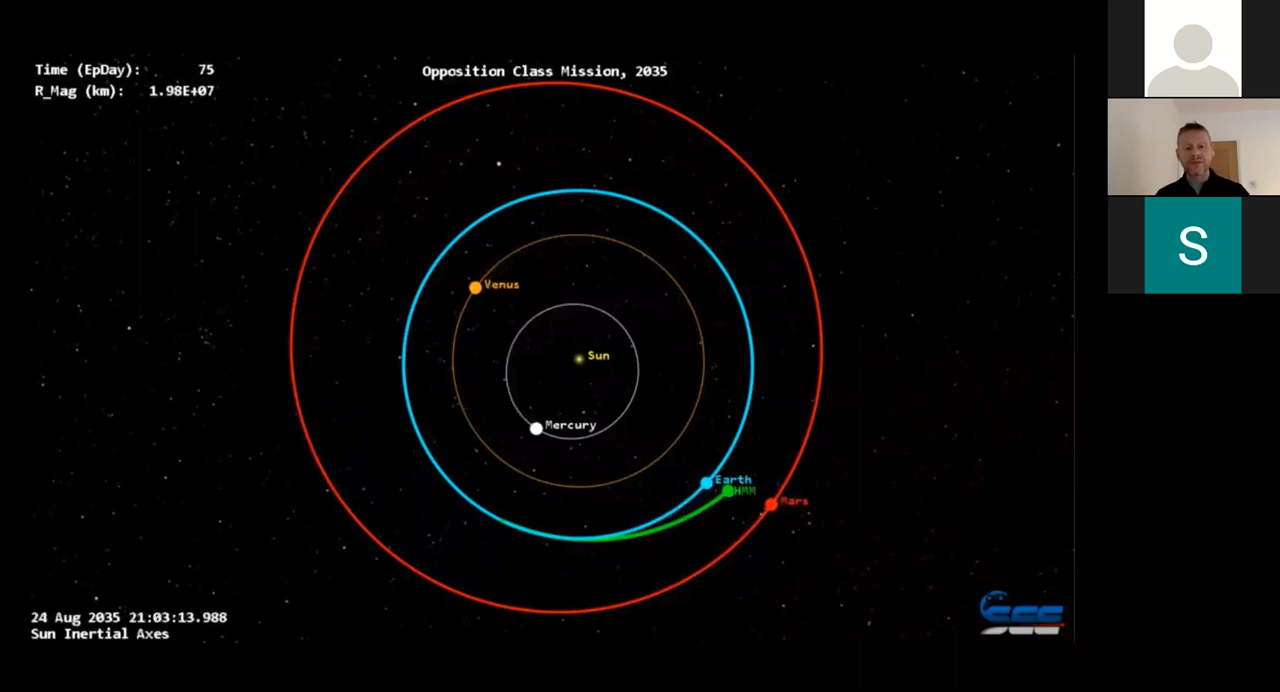 Time (EpDay): 75
Opposition Class Mission, 2035
R_Mag (km): 1.98E+07
Venus
Sun
Mercury
Earth
HMM
Mars
24 Aug 2035 21:03:13.988
Sun Inertial Axes
S